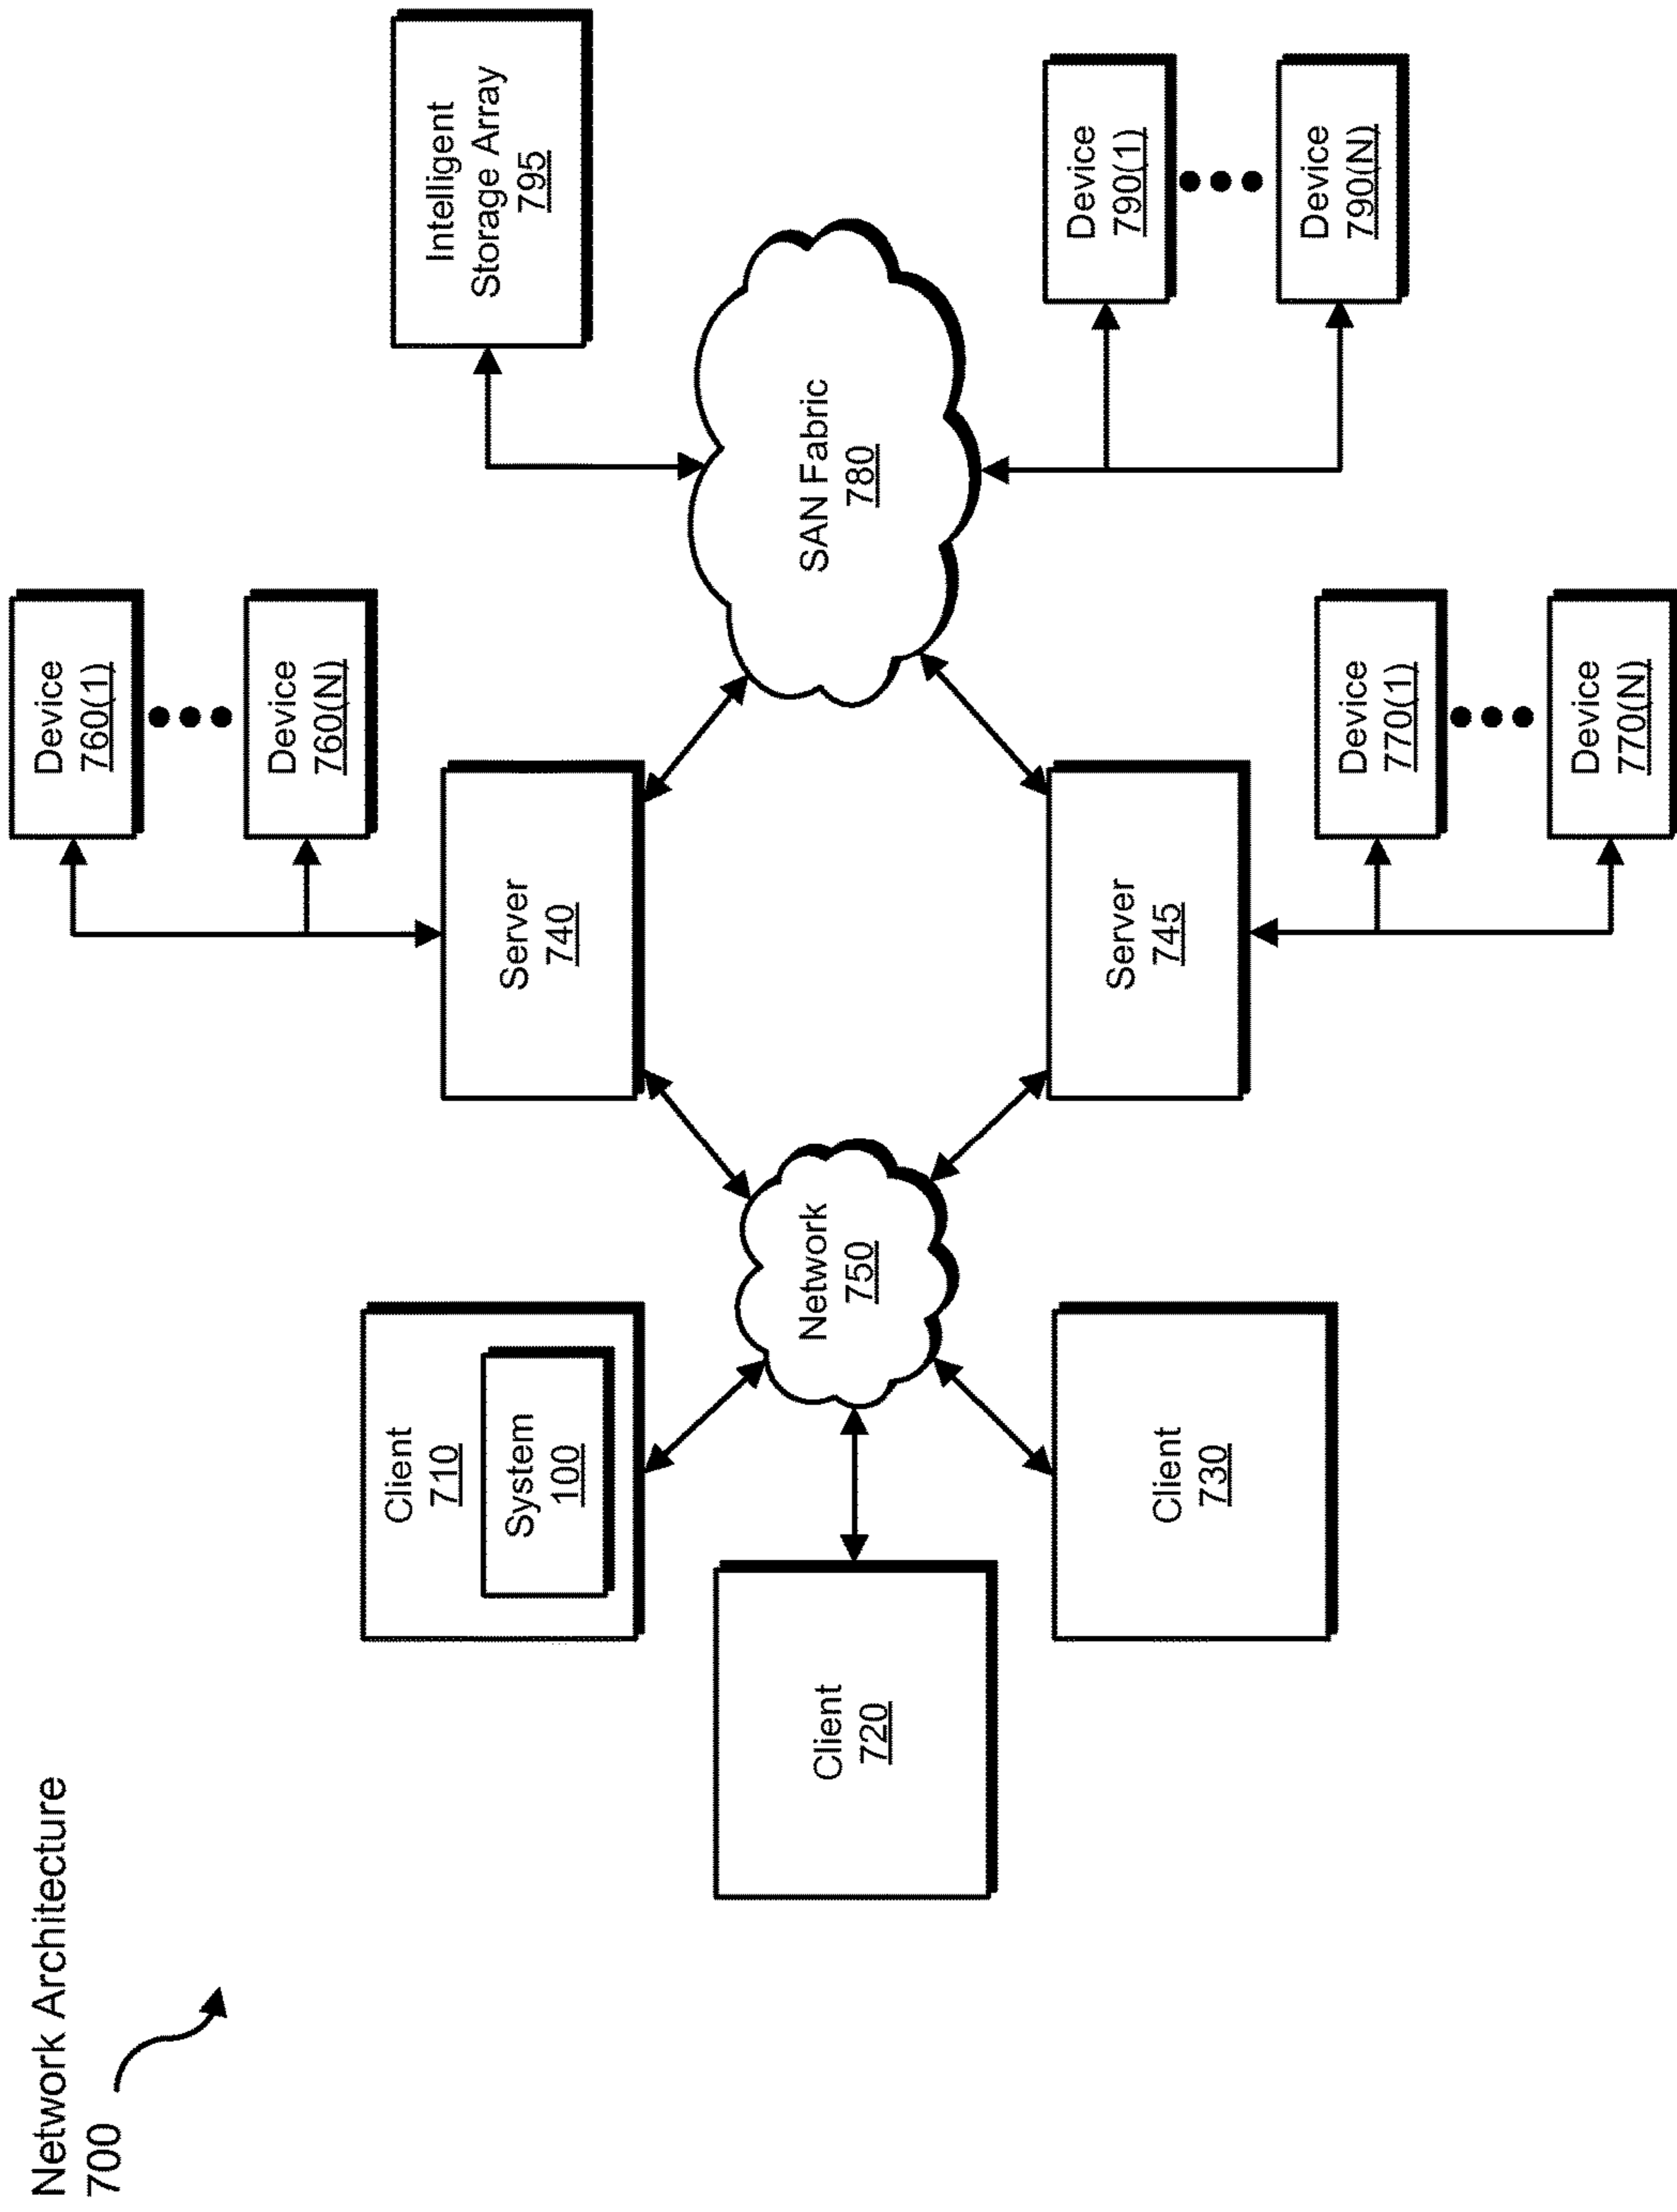 Network Architecture
700
Client
710
System
100
Client
720
Client
730
Network
750
Server
740
Server
745
Device
760(1)
Device
760(N)
Device
770(1)
Device
770(N)
SAN Fabric
780
Intelligent
Storage Array
795
Device
790(1)
Device
790(N)